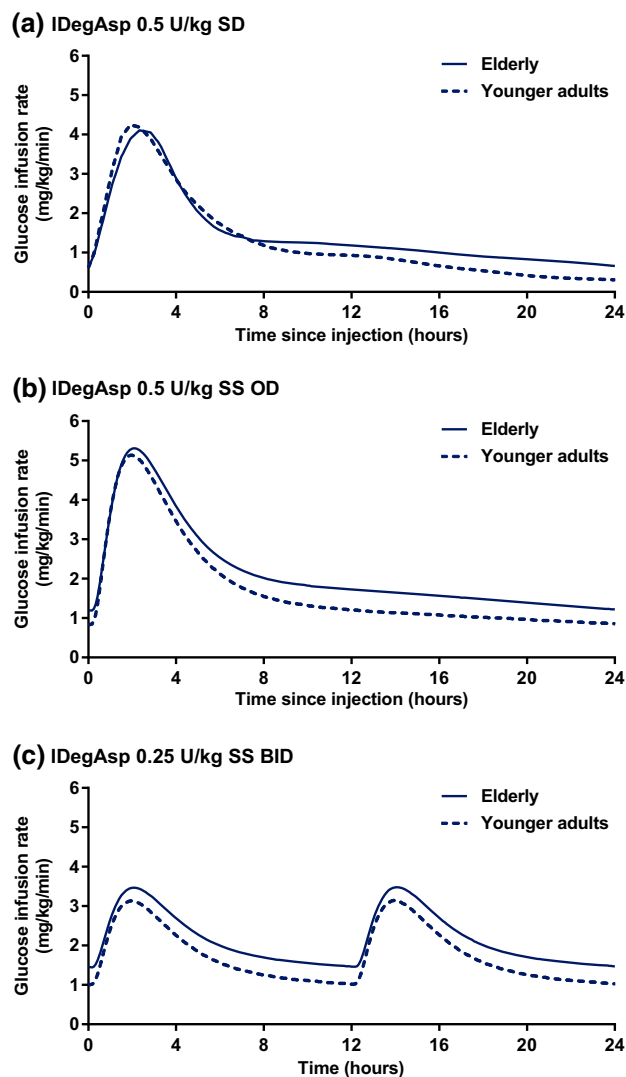 (a) IDegAsp 0.5 U/kg SD
Elderly
Younger adults
Glucose infusion rate
(mg/kg/min)
6
5
4
3
2
1
0
0 4 8 12 16 20 24
Time since injection (hours)
(b) IDegAsp 0.5 U/kg SS OD
Elderly
Younger adults
Glucose infusion rate
(mg/kg/min)
6
5
4
3
2
1
0
0 4 8 12 16 20 24
Time since injection (hours)
(c) IDegAsp 0.25 U/kg SS BID
Elderly
Younger adults
Glucose infusion rate
(mg/kg/min)
6
5
4
3
2
1
0
0 4 8 12 16 20 24
Time (hours)